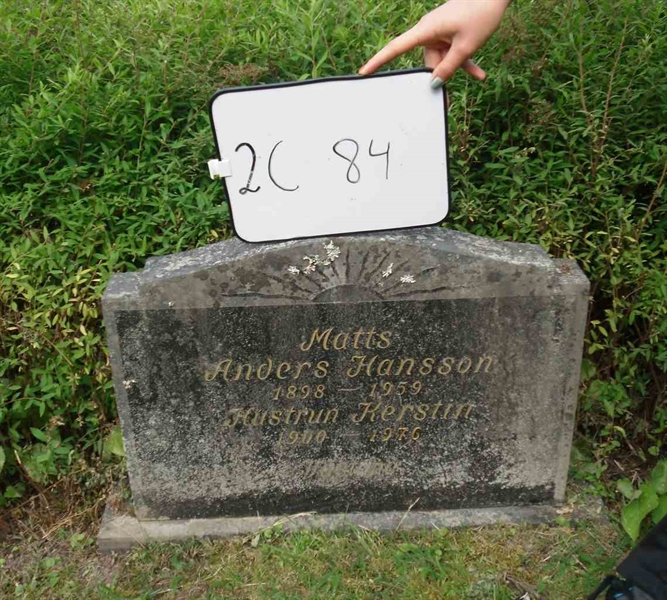 2C 84
Matts
Anders Hansson
1898 — 1959
Hustrun Kerstin
1900 — 1976